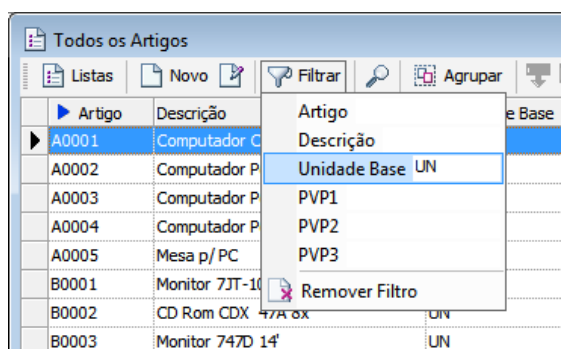 Todos os Artigos
Listas Novo Filtrar Agrupar
Artigo Descrição e Base
Artigo
Descrição
Unidade Base UN
PVP1
PVP2
PVP3
Remover Filtro
A0001 Computador C
A0002 Computador P
A0003 Computador P
A0004 Computador P
A0005 Mesa p/ PC
B0001 Monitor 7JT-10
B0002 CD Rom CDX 47A 8x UN
B0003 Monitor 747D 14' UN